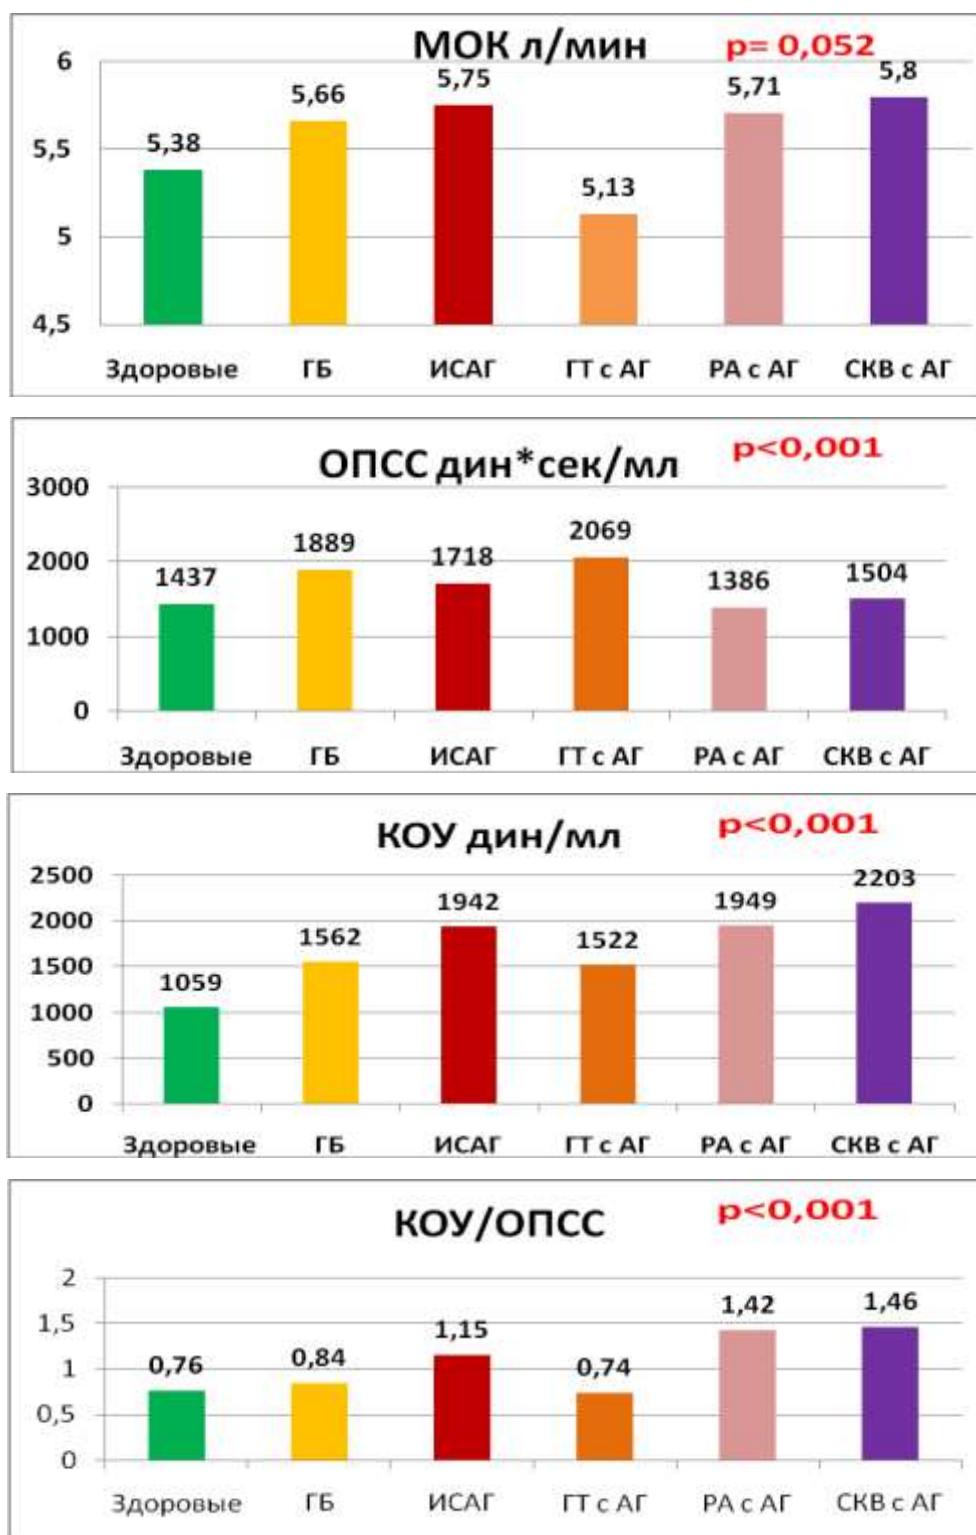 МОК л/мин p= 0,052
6
5,5
5
4,5
5,38 5,66 5,75 5,13 5,71 5,8
Здоровые ГБ ИСАГ ГТ с АГ РА с АГ СКВ с АГ
ОПСС дин*сек/мл p<0,001
3000
2000
1000
0
1437 1889 1718 2069 1386 1504
Здоровые ГБ ИСАГ ГТ с АГ РА с АГ СКВ с АГ
КОУ дин/мл p<0,001
2500
2000
1500
1000
500
0
1059 1562 1942 1522 1949 2203
Здоровые ГБ ИСАГ ГТ с АГ РА с АГ СКВ с АГ
КОУ/ОПСС p<0,001
2
1,5
1
0,5
0
0,76 0,84 1,15 0,74 1,42 1,46
Здоровые ГБ ИСАГ ГТ с АГ РА с АГ СКВ с АГ